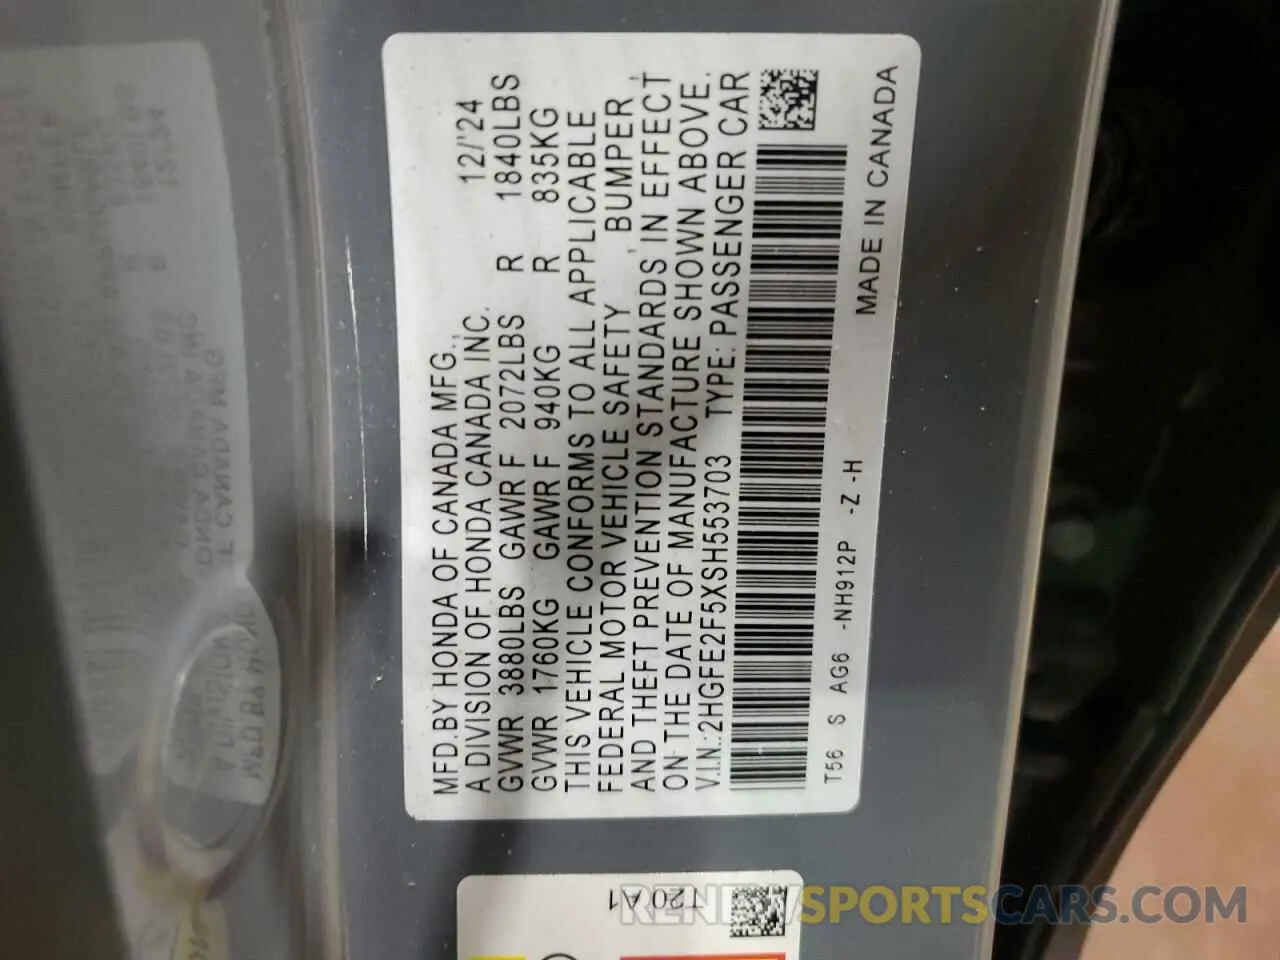 MFD.BY HONDA OF CANADA MFG.,
A DIVISION OF HONDA CANADA INC. 12/'24
GVWR 3880LBS GAWR F 2072LBS R 1840LBS
GVWR 1760KG GAWR F 940KG R 835KG
THIS VEHICLE CONFORMS TO ALL APPLICABLE
FEDERAL MOTOR VEHICLE SAFETY, BUMPER,
AND THEFT PREVENTION STANDARDS IN EFFECT
ON THE DATE OF MANUFACTURE SHOWN ABOVE.
V.I.N.:2HGFE2F5XSH553703 TYPE: PASSENGER CAR
T56 S AG6 -NH912P -Z -H
MADE IN CANADA
T20 A1
RENEWSPORTSCARS.COM